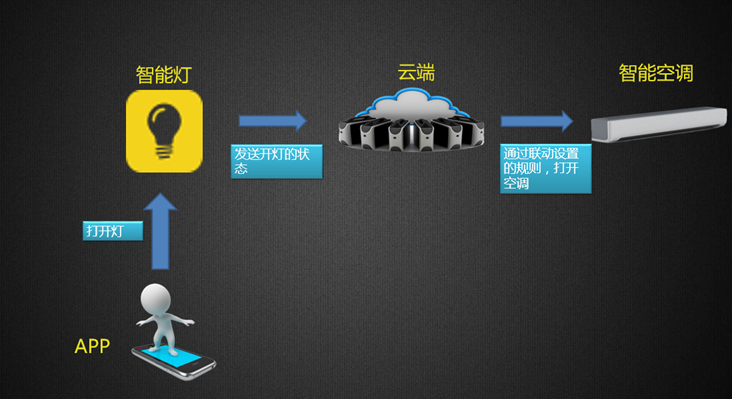 智能灯
云端
智能空调
发送开灯的状
态
通过联动设置
的规则，打开
空调
打开灯
APP